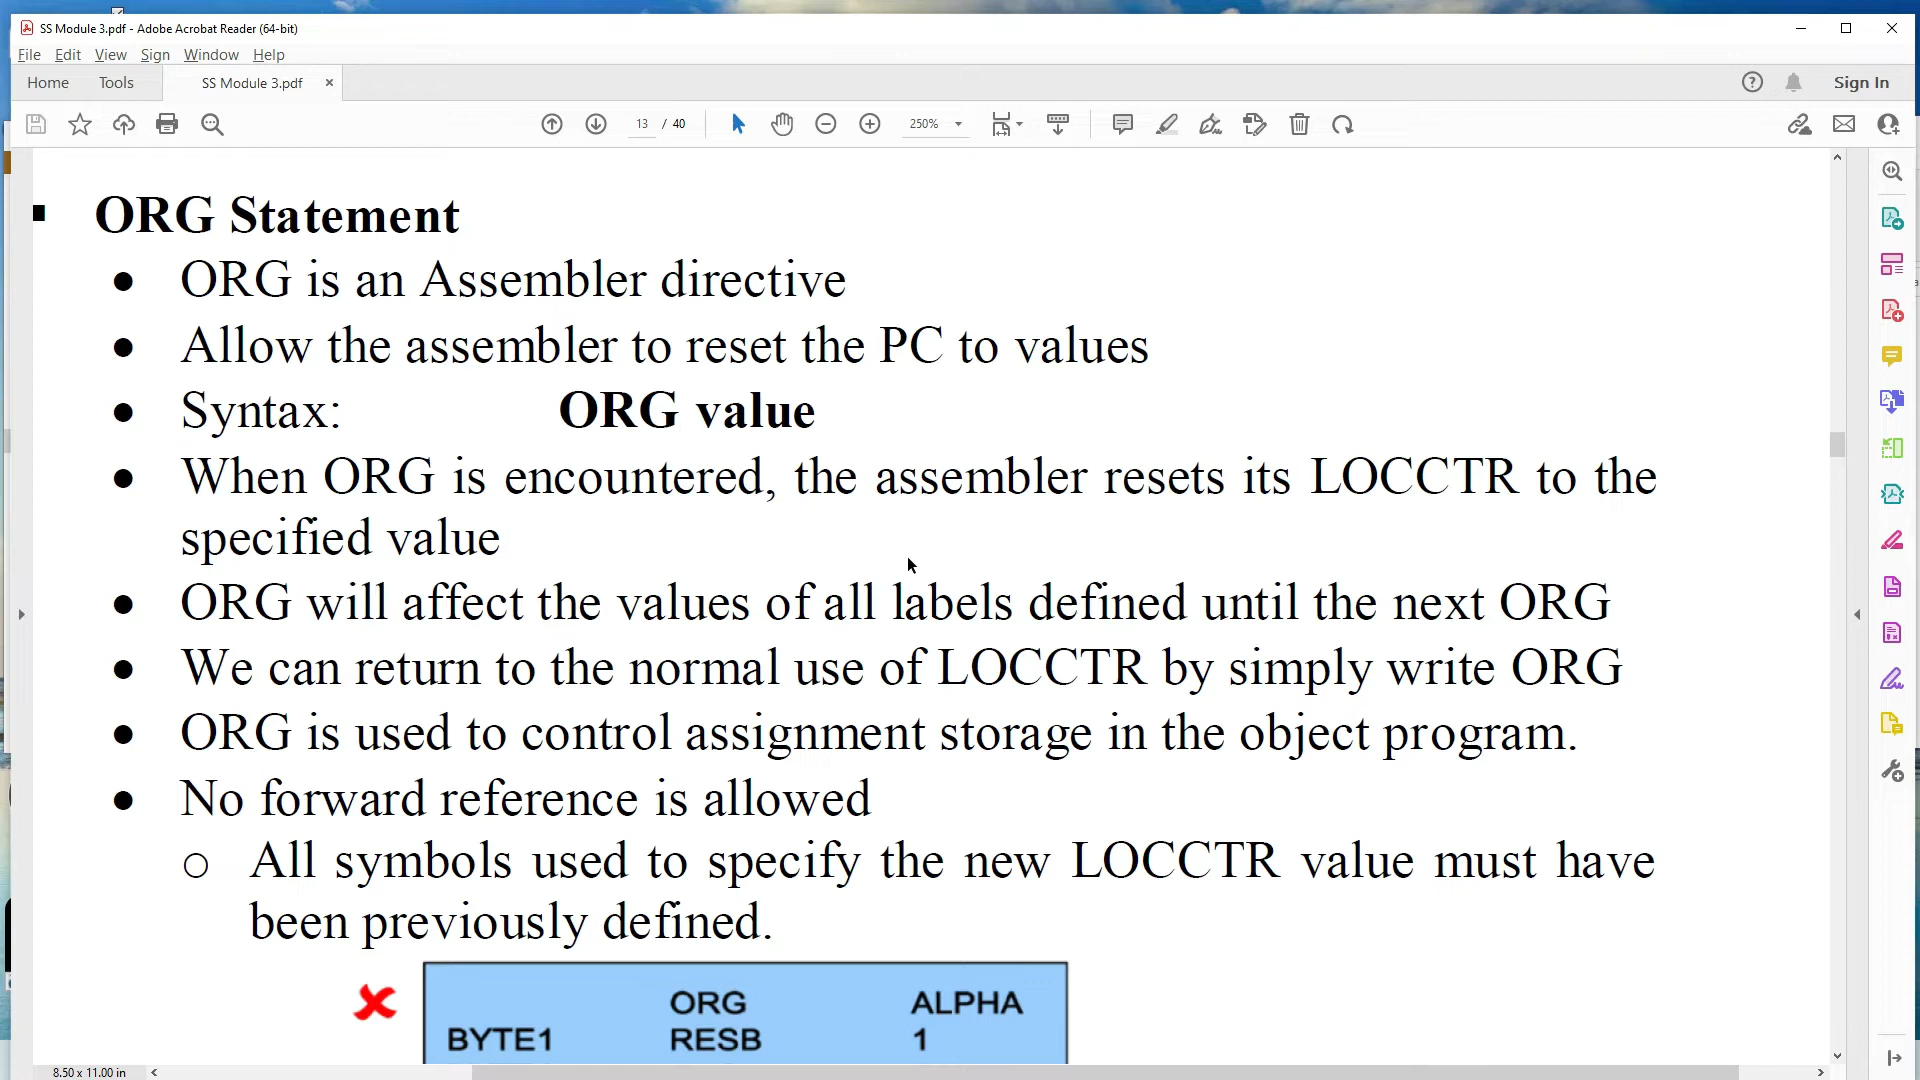 SS Module 3.pdf - Adobe Acrobat Reader (64-bit)
File Edit View Sign Window Help
Home Tools SS Module 3.pdf × Sign In
13 / 40 250%
ORG Statement
● ORG is an Assembler directive
● Allow the assembler to reset the PC to values
● Syntax: ORG value
● When ORG is encountered, the assembler resets its LOCCTR to the
specified value
● ORG will affect the values of all labels defined until the next ORG
● We can return to the normal use of LOCCTR by simply write ORG
● ORG is used to control assignment storage in the object program.
● No forward reference is allowed
○ All symbols used to specify the new LOCCTR value must have
been previously defined.
ORG ALPHA
BYTE1 RESB 1
8.50 x 11.00 in